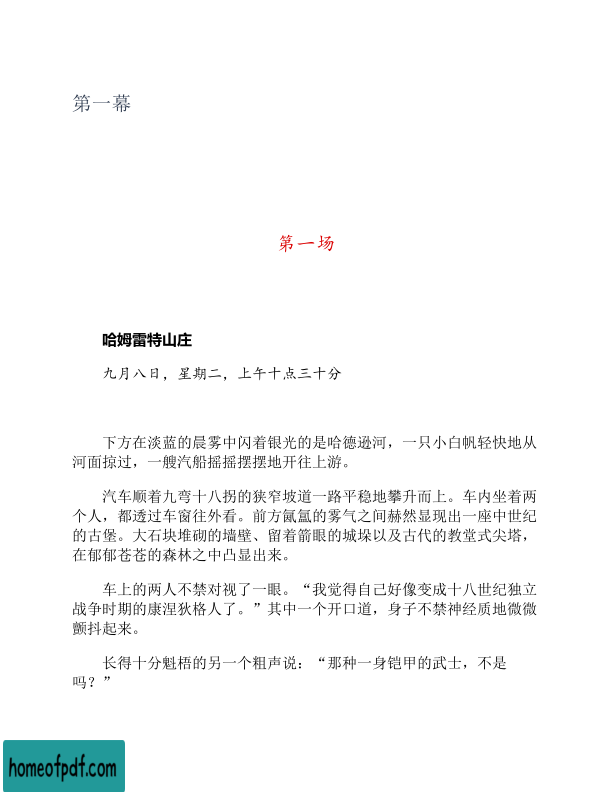 第一幕
第一场
哈姆雷特山庄
九月八日，星期二，上午十点三十分
下方在淡蓝的晨雾中闪着银光的是哈德逊河，一只小白帆轻快地从
河面掠过，一艘汽船摇摇摆摆地开往上游。
汽车顺着九弯十八拐的狭窄坡道一路平稳地攀升而上。车内坐着两
个人，都透过车窗往外看。前方氤氲的雾气之间赫然显现出一座中世纪
的古堡。大石块堆砌的墙壁、留着箭眼的城垛以及古代的教堂式尖塔，
在郁郁苍苍的森林之中凸显出来。
车上的两人不禁对视了一眼。“我觉得自己好像变成十八世纪独立
战争时期的康涅狄格人了。”其中一个开口道，身子不禁神经质地微微
颤抖起来。
长得十分魁梧的另一个粗声说：“那种一身铠甲的武士，不是
吗？”
homeofpdf.com